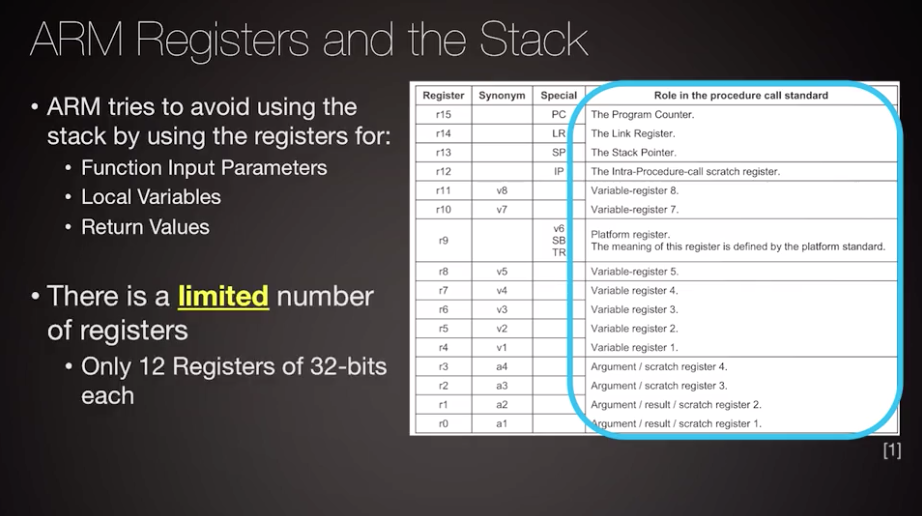 ARM Registers and the Stack
• ARM tries to avoid using the
stack by using the registers for:
• Function Input Parameters
• Local Variables
• Return Values
• There is a limited number
of registers
• Only 12 Registers of 32-bits
each
Register Synonym Special Role in the procedure call standard
r15 PC The Program Counter.
r14 LR The Link Register.
r13 SP The Stack Pointer.
r12 IP The Intra-Procedure-call scratch register.
r11 v8 Variable-register 8.
r10 v7 Variable-register 7.
r9 v6 SB TR Platform register.
The meaning of this register is defined by the platform standard.
r8 v5 Variable-register 5.
r7 v4 Variable register 4.
r6 v3 Variable register 3.
r5 v2 Variable register 2.
r4 v1 Variable register 1.
r3 a4 Argument / scratch register 4.
r2 a3 Argument / scratch register 3.
r1 a2 Argument / result / scratch register 2.
r0 a1 Argument / result / scratch register 1.
[1]